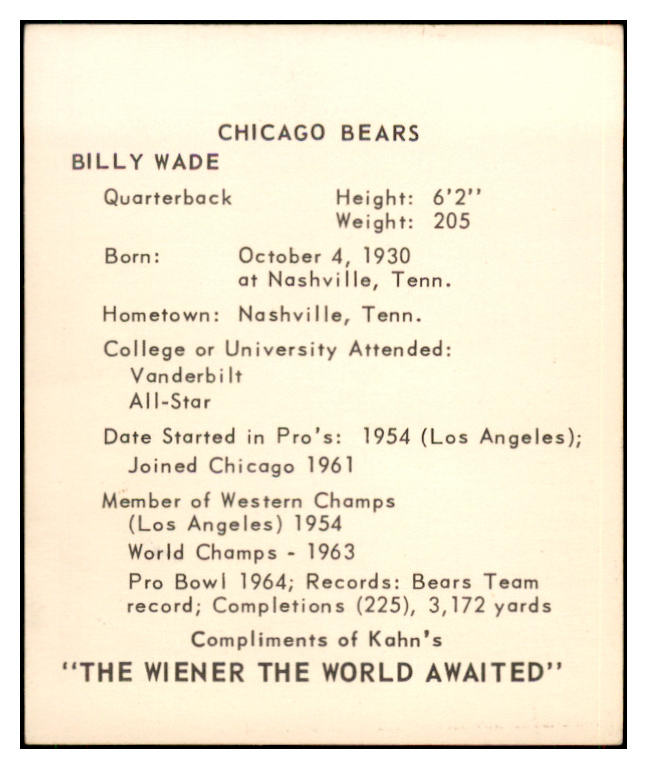 CHICAGO BEARS
BILLY WADE
Quarterback Height: 6'2''
Weight: 205
Born: October 4, 1930
at Nashville, Tenn.
Hometown: Nashville, Tenn.
College or University Attended:
Vanderbilt
All-Star
Date Started in Pro's: 1954 (Los Angeles);
Joined Chicago 1961
Member of Western Champs
(Los Angeles) 1954
World Champs - 1963
Pro Bowl 1964; Records: Bears Team
record; Completions (225), 3,172 yards
Compliments of Kahn's
"THE WIENER THE WORLD AWAITED"